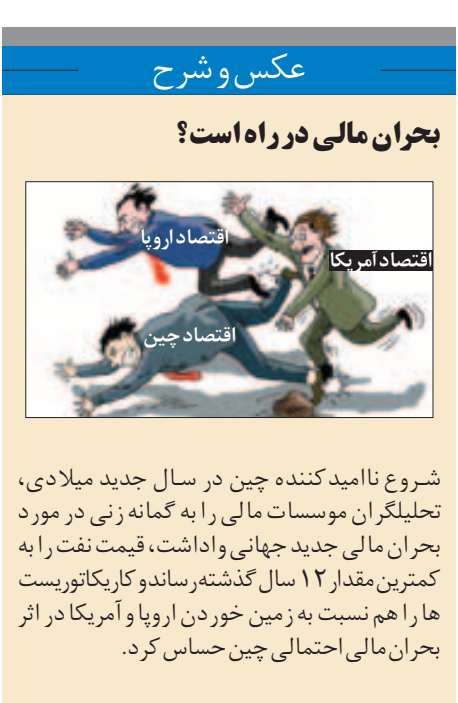 عکس و شرح
بحران مالی در راه است؟
اقتصاد اروپا
اقتصاد آمریکا
اقتصاد چین
شروع ناامید کننده چین در سال جدید میلادی،
تحلیلگران موسسات مالی را به گمانه زنی در مورد
بحران مالی جدید جهانی واداشت، قیمت نفت را به
کمترین مقدار ۱۲ سال گذشته رساند و کاریکاتوریست
ها را هم نسبت به زمین خوردن اروپا و آمریکا در اثر
بحران مالی احتمالی چین حساس کرد.